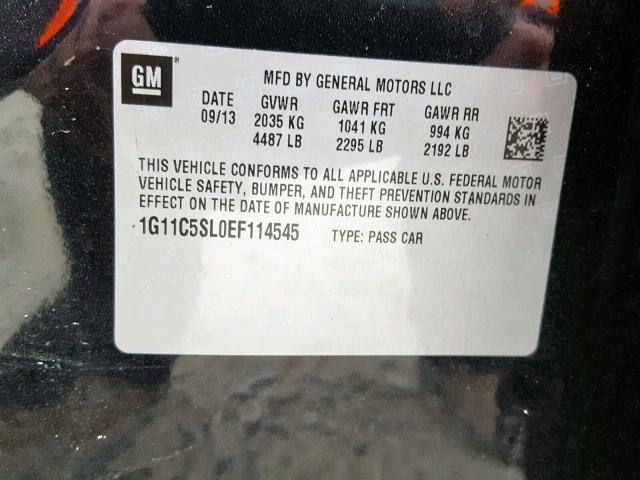 GM
MFD BY GENERAL MOTORS LLC
DATE GVWR GAWR FRT GAWR RR
09/13 2035 KG 1041 KG 994 KG
4487 LB 2295 LB 2192 LB
THIS VEHICLE CONFORMS TO ALL APPLICABLE U.S. FEDERAL MOTOR
VEHICLE SAFETY, BUMPER, AND THEFT PREVENTION STANDARDS IN
EFFECT ON THE DATE OF MANUFACTURE SHOWN ABOVE.
1G11C5SL0EF114545 TYPE: PASS CAR